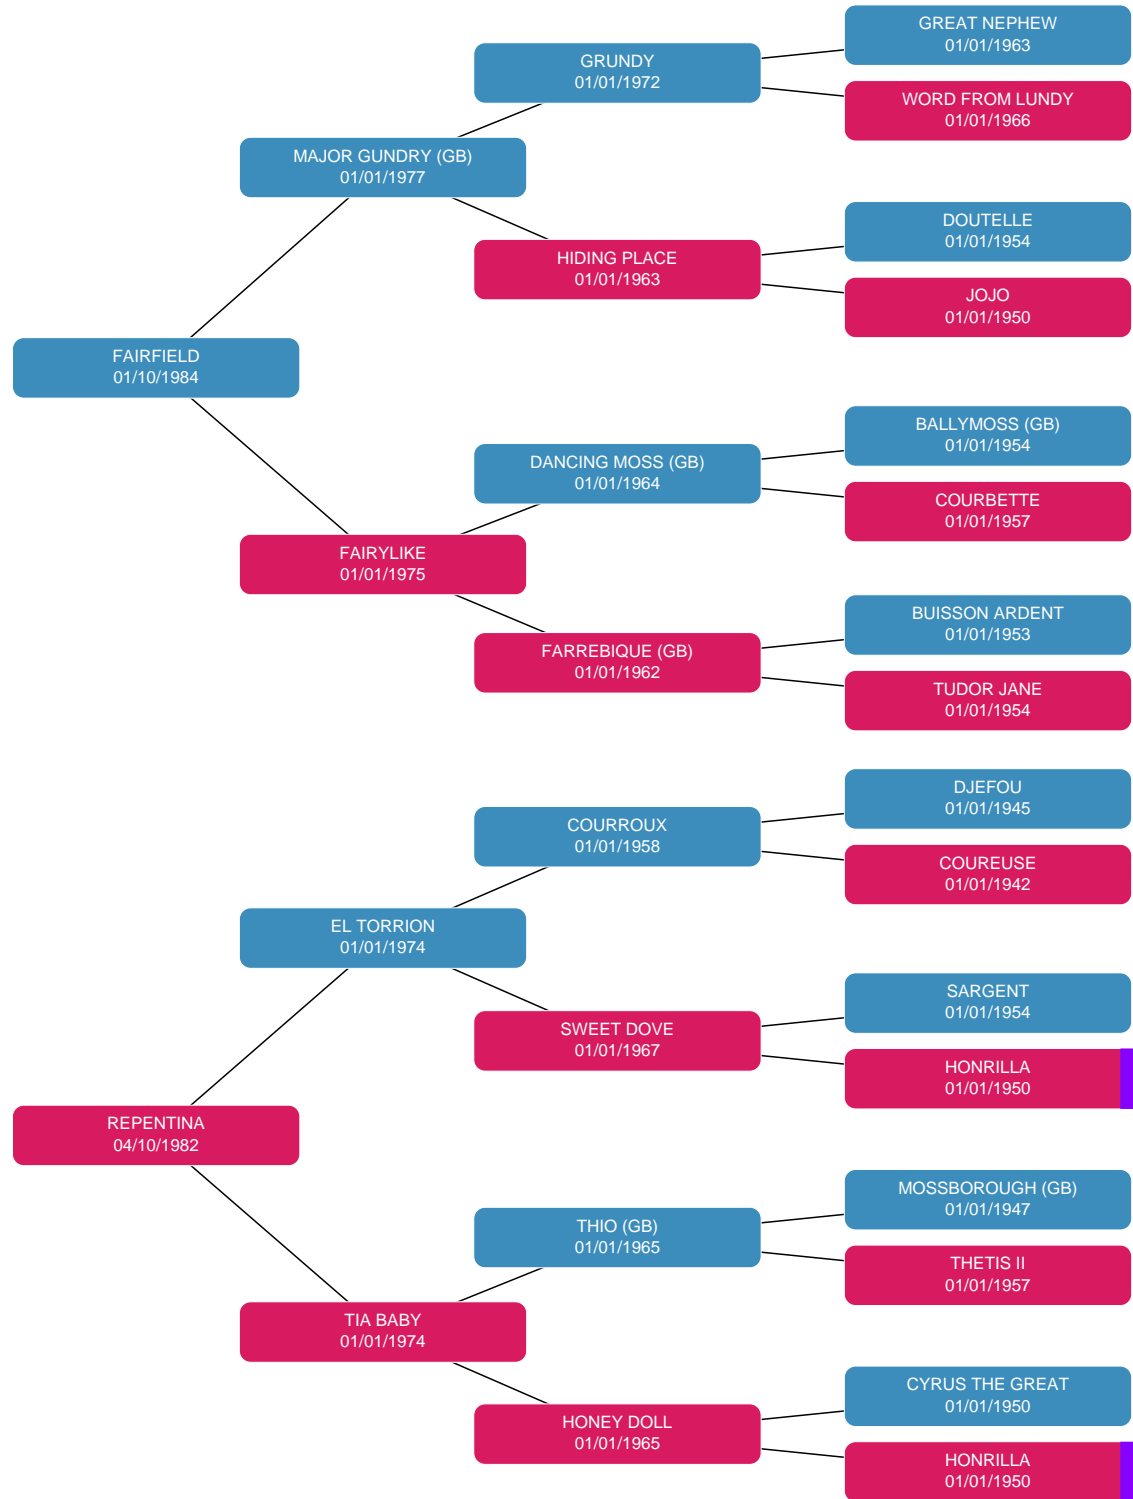 GREAT NEPHEW
01/01/1963
GRUNDY
01/01/1972
WORD FROM LUNDY
01/01/1966
MAJOR GUNDRY (GB)
01/01/1977
DOUTELLE
01/01/1954
HIDING PLACE
01/01/1963
JOJO
01/01/1950
FAIRFIELD
01/10/1984
BALLYMOSS (GB)
01/01/1954
DANCING MOSS (GB)
01/01/1964
COURBETTE
01/01/1957
FAIRYLIKE
01/01/1975
BUISSON ARDENT
01/01/1953
FARREBIQUE (GB)
01/01/1962
TUDOR JANE
01/01/1954
DJEFOU
01/01/1945
COURROUX
01/01/1958
COUREUSE
01/01/1942
EL TORRION
01/01/1974
SARGENT
01/01/1954
SWEET DOVE
01/01/1967
HONRILLA
01/01/1950
REPENTINA
04/10/1982
MOSSBOROUGH (GB)
01/01/1947
THIO (GB)
01/01/1965
THETIS II
01/01/1957
TIA BABY
01/01/1974
CYRUS THE GREAT
01/01/1950
HONEY DOLL
01/01/1965
HONRILLA
01/01/1950